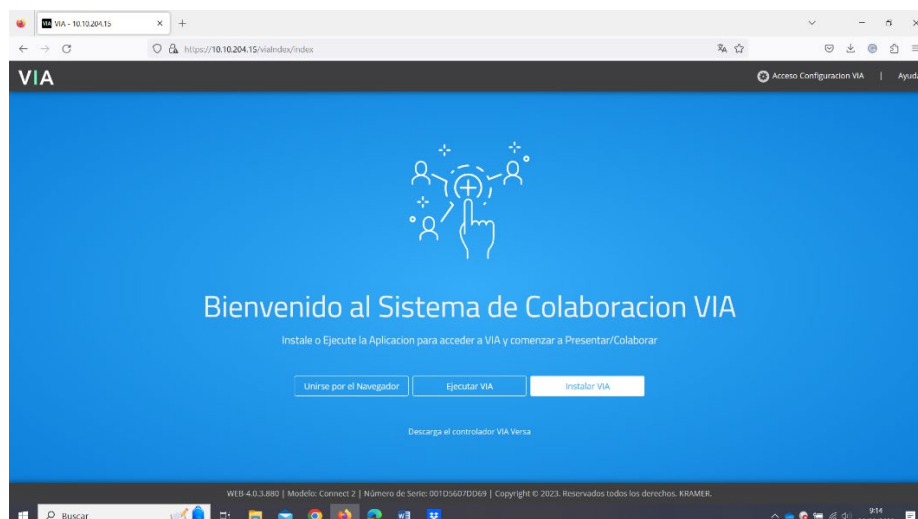 VIA - 10.10.204.15
https://10.10.204.15/viaIndex/index
VIA
Acceso Configuracion VIA | Ayuda
Bienvenido al Sistema de Colaboracion VIA
Instale o Ejecute la Aplicacion para acceder a VIA y comenzar a Presentar/Colaborar
Unirse por el Navegador
Ejecutar VIA
Instalar VIA
Descarga el controlador VIA Versa
WEB-4.0.3.880 | Modelo: Connect 2 | Número de Serie: 001D5607DD69 | Copyright © 2023. Reservados todos los derechos. KRAMER.
Buscar
9:14